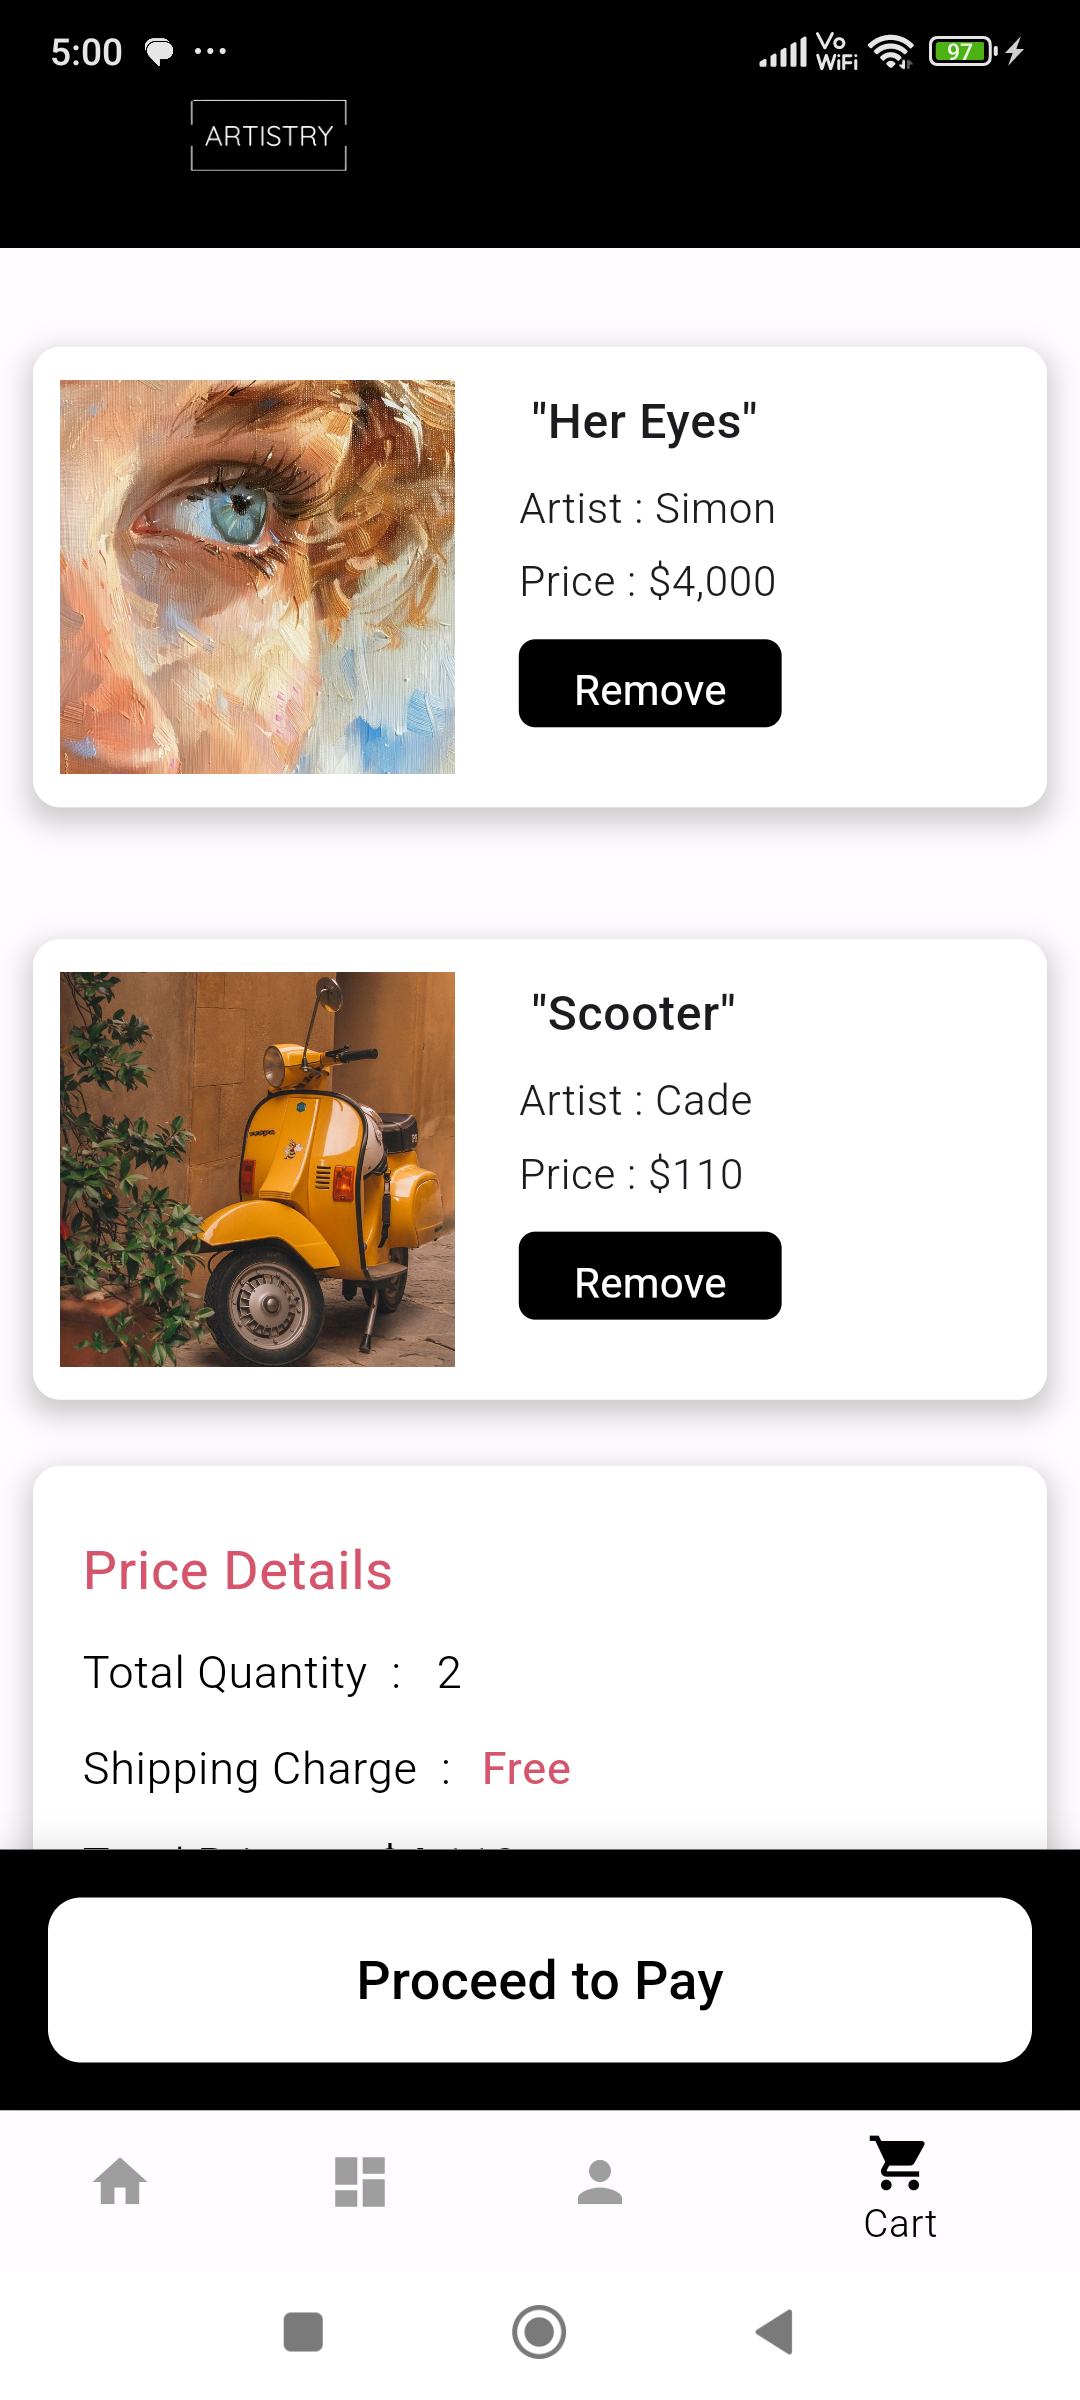 5:00 ... Vo WiFi 97
ARTISTRY
"Her Eyes"
Artist : Simon
Price : $4,000
Remove
"Scooter"
Artist : Cade
Price : $110
Remove
Price Details
Total Quantity : 2
Shipping Charge : Free
Proceed to Pay
Cart